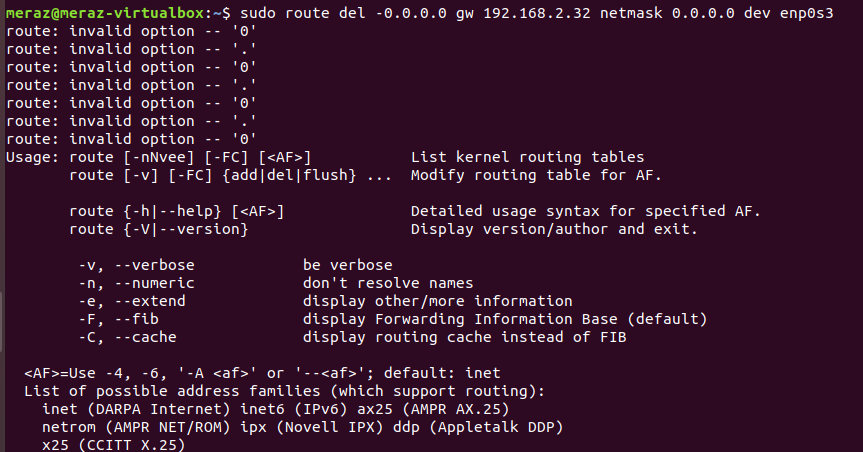 meraz@meraz-virtualbox:~$ sudo route del -0.0.0.0 gw 192.168.2.32 netmask 0.0.0.0 dev enp0s3
route: invalid option -- '0'
route: invalid option -- '.'
route: invalid option -- '0'
route: invalid option -- '.'
route: invalid option -- '0'
route: invalid option -- '.'
route: invalid option -- '0'
Usage: route [-nNvee] [-FC] [<AF>]           List kernel routing tables
       route [-v] [-FC] {add|del|flush} ...  Modify routing table for AF.

       route {-h|--help} [<AF>]              Detailed usage syntax for specified AF.
       route {-V|--version}                  Display version/author and exit.

        -v, --verbose            be verbose
        -n, --numeric            don't resolve names
        -e, --extend             display other/more information
        -F, --fib                display Forwarding Information Base (default)
        -C, --cache              display routing cache instead of FIB

  <AF>=Use -4, -6, '-A <af>' or '--<af>'; default: inet
  List of possible address families (which support routing):
    inet (DARPA Internet) inet6 (IPv6) ax25 (AMPR AX.25)
    netrom (AMPR NET/ROM) ipx (Novell IPX) ddp (Appletalk DDP)
    x25 (CCITT X.25)